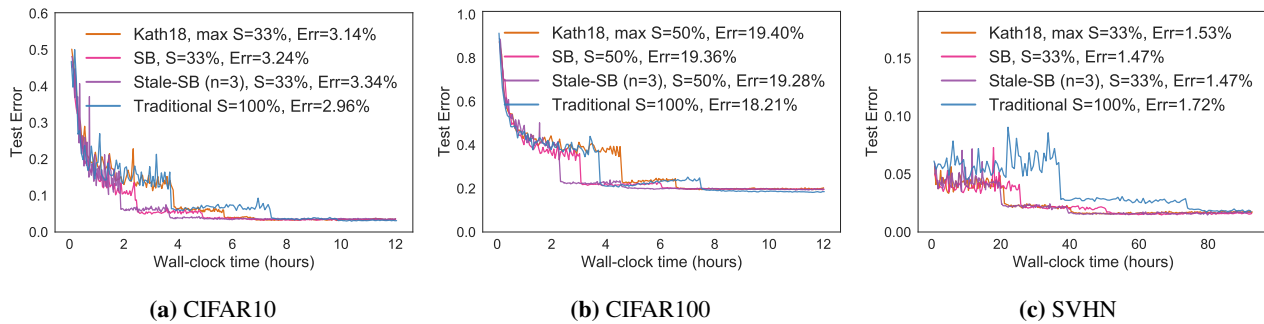 0.6
0.5
0.4
0.3
0.2
0.1
0.0
Test Error
Kath18, max S=33%, Err=3.14%
SB, S=33%, Err=3.24%
Stale-SB (n=3), S=33%, Err=3.34%
Traditional S=100%, Err=2.96%
0 2 4 6 8 10 12
Wall-clock time (hours)
(a) CIFAR10
1.0
0.8
0.6
0.4
0.2
0.0
Test Error
Kath18, max S=50%, Err=19.40%
SB, S=50%, Err=19.36%
Stale-SB (n=3), S=50%, Err=19.28%
Traditional S=100%, Err=18.21%
0 2 4 6 8 10 12
Wall-clock time (hours)
(b) CIFAR100
0.15
0.10
0.05
0.00
Test Error
Kath18, max S=33%, Err=1.53%
SB, S=33%, Err=1.47%
Stale-SB (n=3), S=33%, Err=1.47%
Traditional S=100%, Err=1.72%
0 20 40 60 80
Wall-clock time (hours)
(c) SVHN